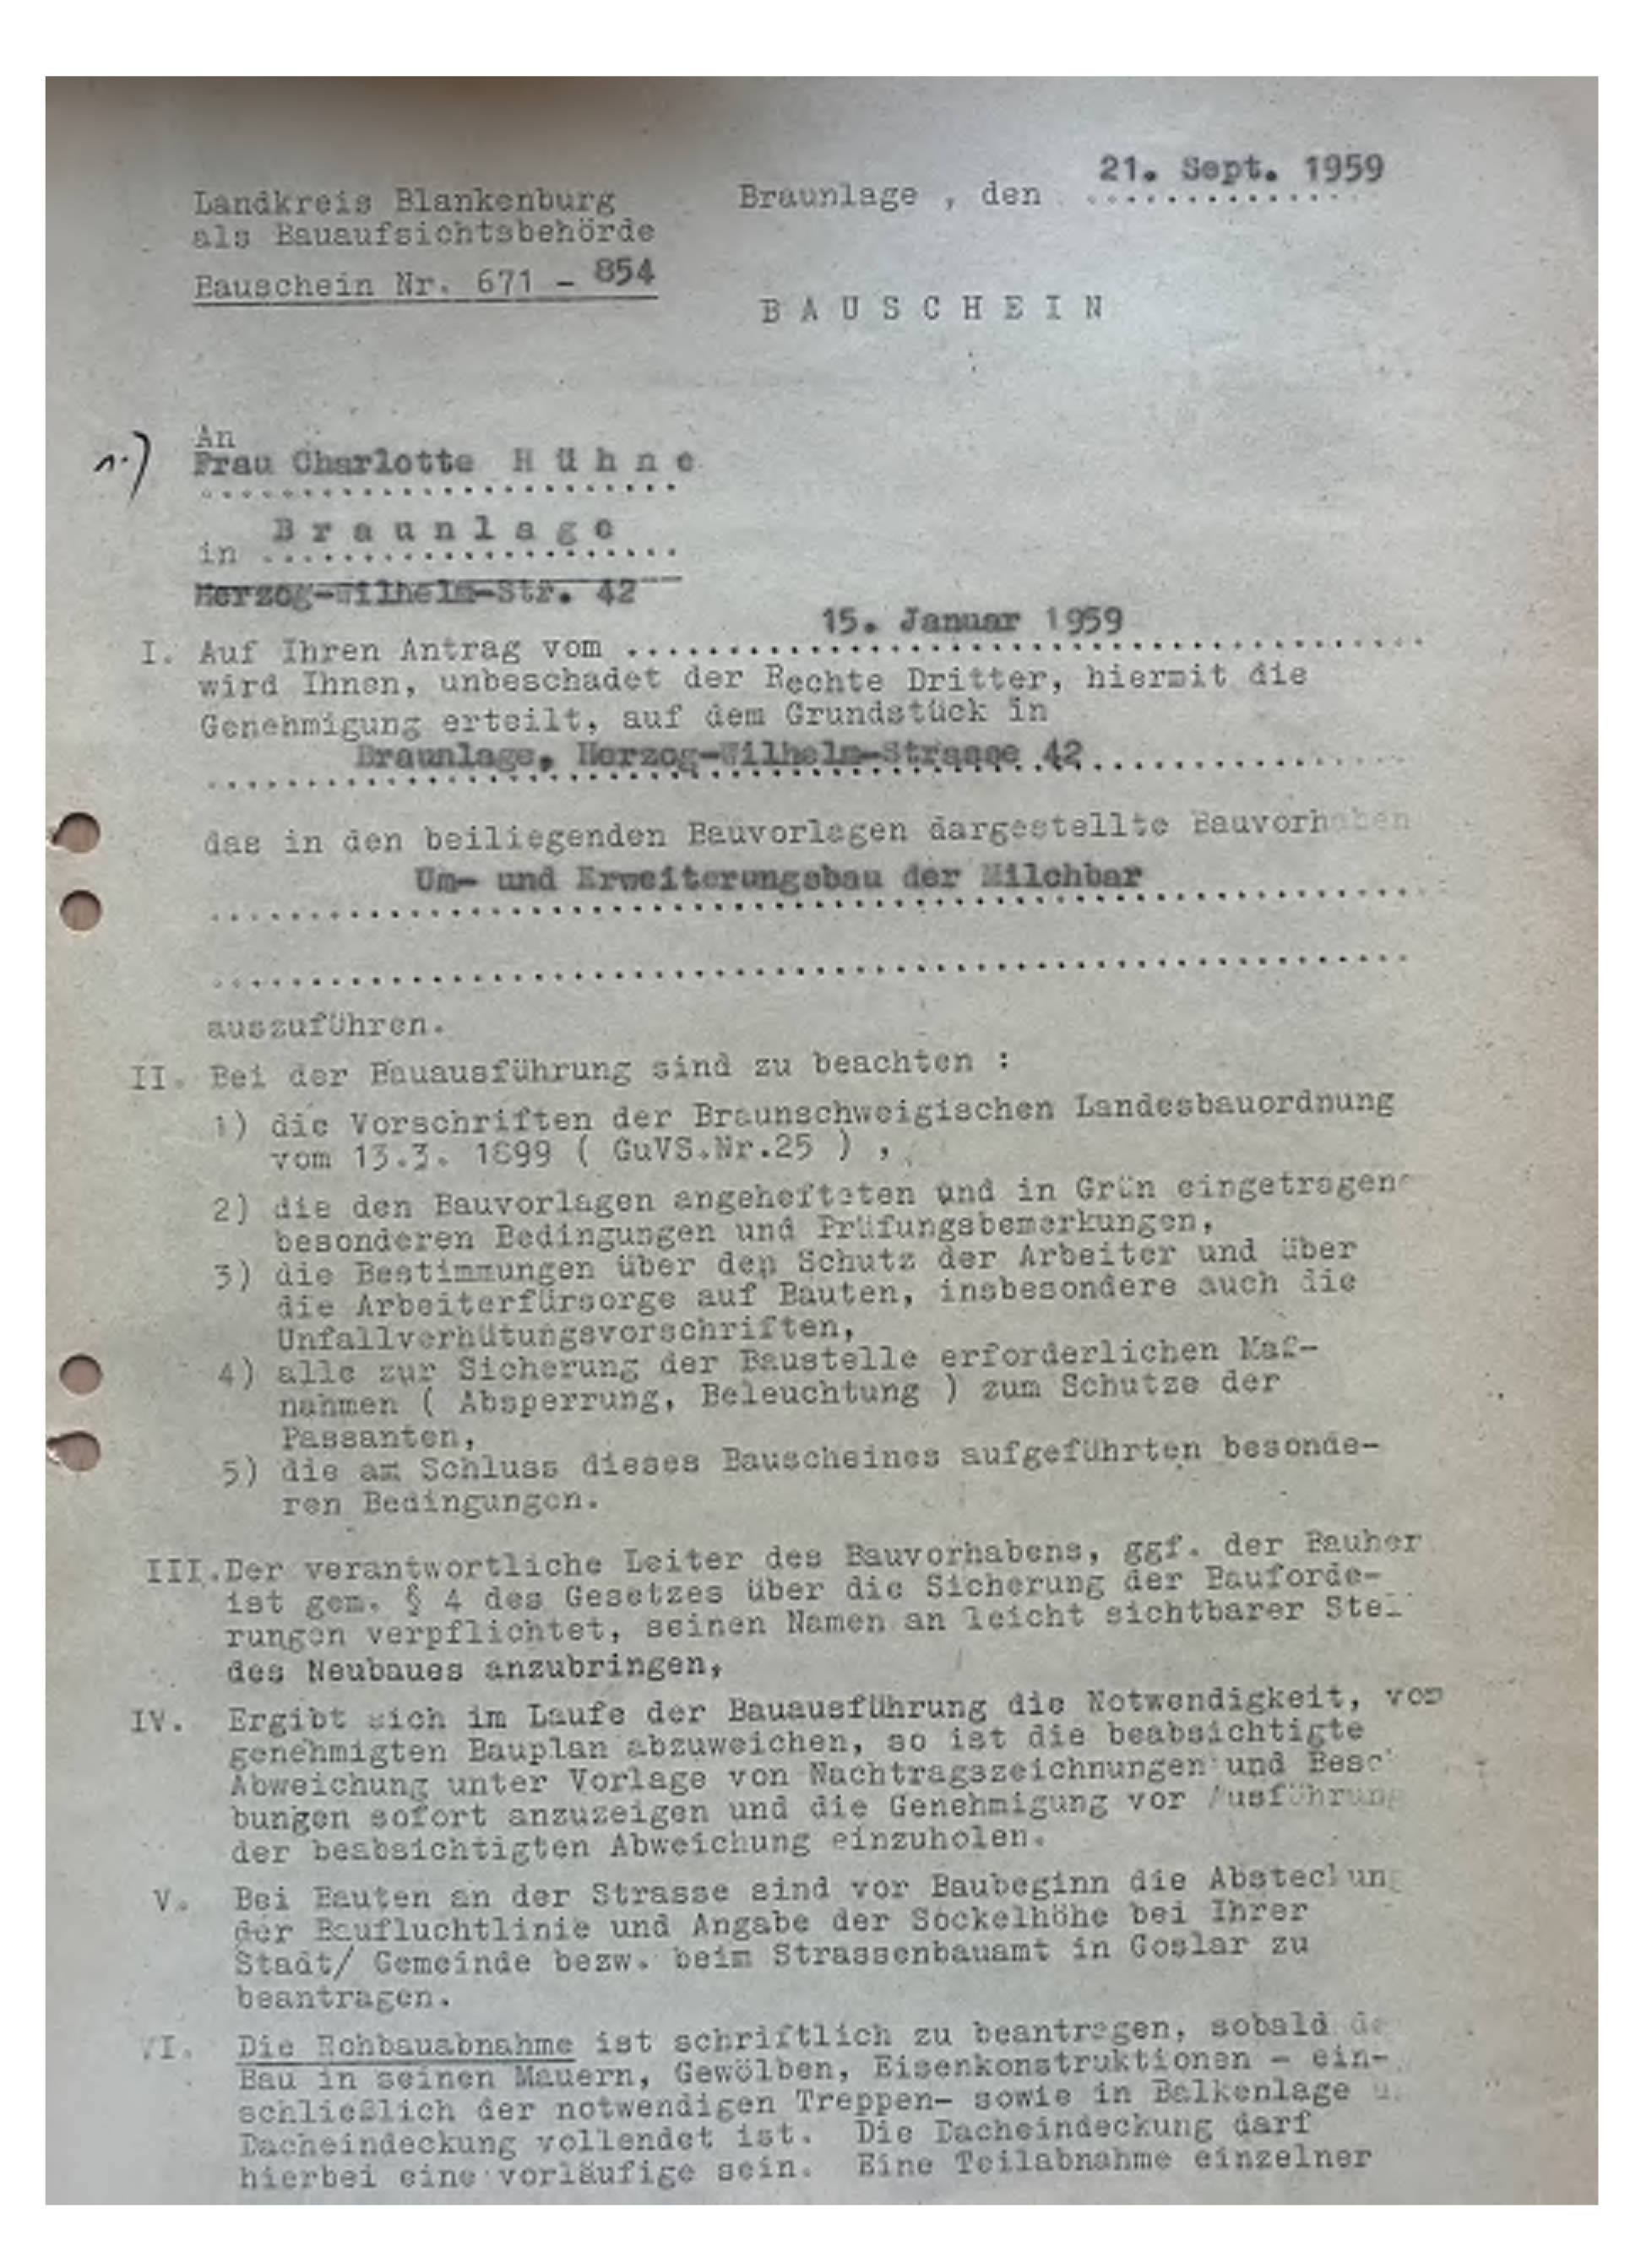 21. Sept. 1959
Landkreis Blankenburg Braunlage , den
als Bauaufsichtsbehörde
Bauschein Nr. 671 - 854
BAUSCHEIN
An
Frau Charlotte Hühne
Braunlage
in
Herzog-Wilhelm-Str. 42
15. Januar 1959
I. Auf Ihren Antrag vom
wird Ihnen, unbeschadet der Rechte Dritter, hiermit die
Genehmigung erteilt, auf dem Grundstück in
Braunlage, Herzog-Wilhelm-Strasse 42
das in den beiliegenden Bauvorlagen dargestellte Bauvorhaben
Um- und Erweiterungsbau der Milchbar
auszuführen.
II. Bei der Bauausführung sind zu beachten :
1) die Vorschriften der Braunschweigischen Landesbauordnung
vom 13.3. 1899 ( GuVS.Nr.25 ) ,
2) die den Bauvorlagen angehefteten und in Grün eingetragene
besonderen Bedingungen und Prüfungsbemerkungen,
3) die Bestimmungen über den Schutz der Arbeiter und über
die Arbeiterfürsorge auf Bauten, insbesondere auch die
Unfallverhütungsvorschriften,
4) alle zur Sicherung der Baustelle erforderlichen Maß-
nahmen ( Absperrung, Beleuchtung ) zum Schutze der
Passanten,
5) die am Schluss dieses Bauscheines aufgeführten besonde-
ren Bedingungen.
III. Der verantwortliche Leiter des Bauvorhabens, ggf. der Bauher
ist gem. § 4 des Gesetzes über die Sicherung der Bauforde-
rungen verpflichtet, seinen Namen an leicht sichtbarer Stel
des Neubaues anzubringen,
IV. Ergibt sich im Laufe der Bauausführung die Notwendigkeit, vom
genehmigten Bauplan abzuweichen, so ist die beabsichtigte
Abweichung unter Vorlage von Nachtragszeichnungen und Besc
bungen sofort anzuzeigen und die Genehmigung vor Ausführung
der beabsichtigten Abweichung einzuholen.
V. Bei Bauten an der Strasse sind vor Baubeginn die Absteckung
der Baufluchtlinie und Angabe der Sockelhöhe bei Ihrer
Stadt/ Gemeinde bezw. beim Strassenbauamt in Goslar zu
beantragen.
VI. Die Rohbauabnahme ist schriftlich zu beantragen, sobald de
Bau in seinen Mauern, Gewölben, Eisenkonstruktionen - ein-
schließlich der notwendigen Treppen- sowie in Balkenlage u
Dacheindeckung vollendet ist. Die Dacheindeckung darf
hierbei eine vorläufige sein. Eine Teilabnahme einzelner